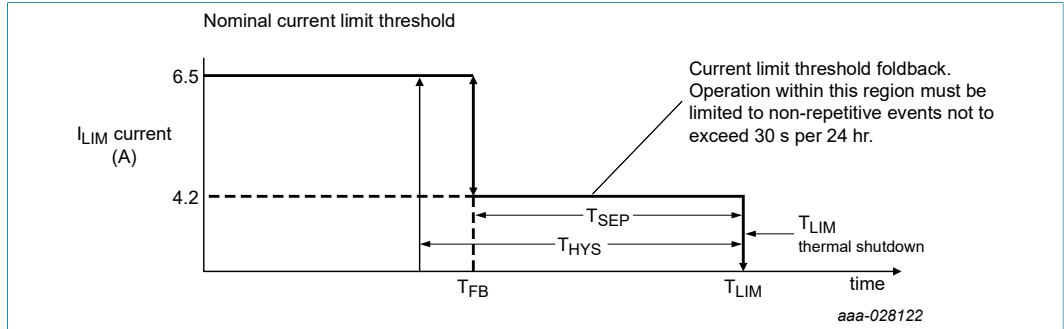 Nominal current limit threshold
6.5
Current limit threshold foldback.
Operation within this region must be
limited to non-repetitive events not to
exceed 30 s per 24 hr.
ILIM current
(A)
4.2
TSEP
TLIM
thermal shutdown
THYS
TFB
TLIM
time
aaa-028122